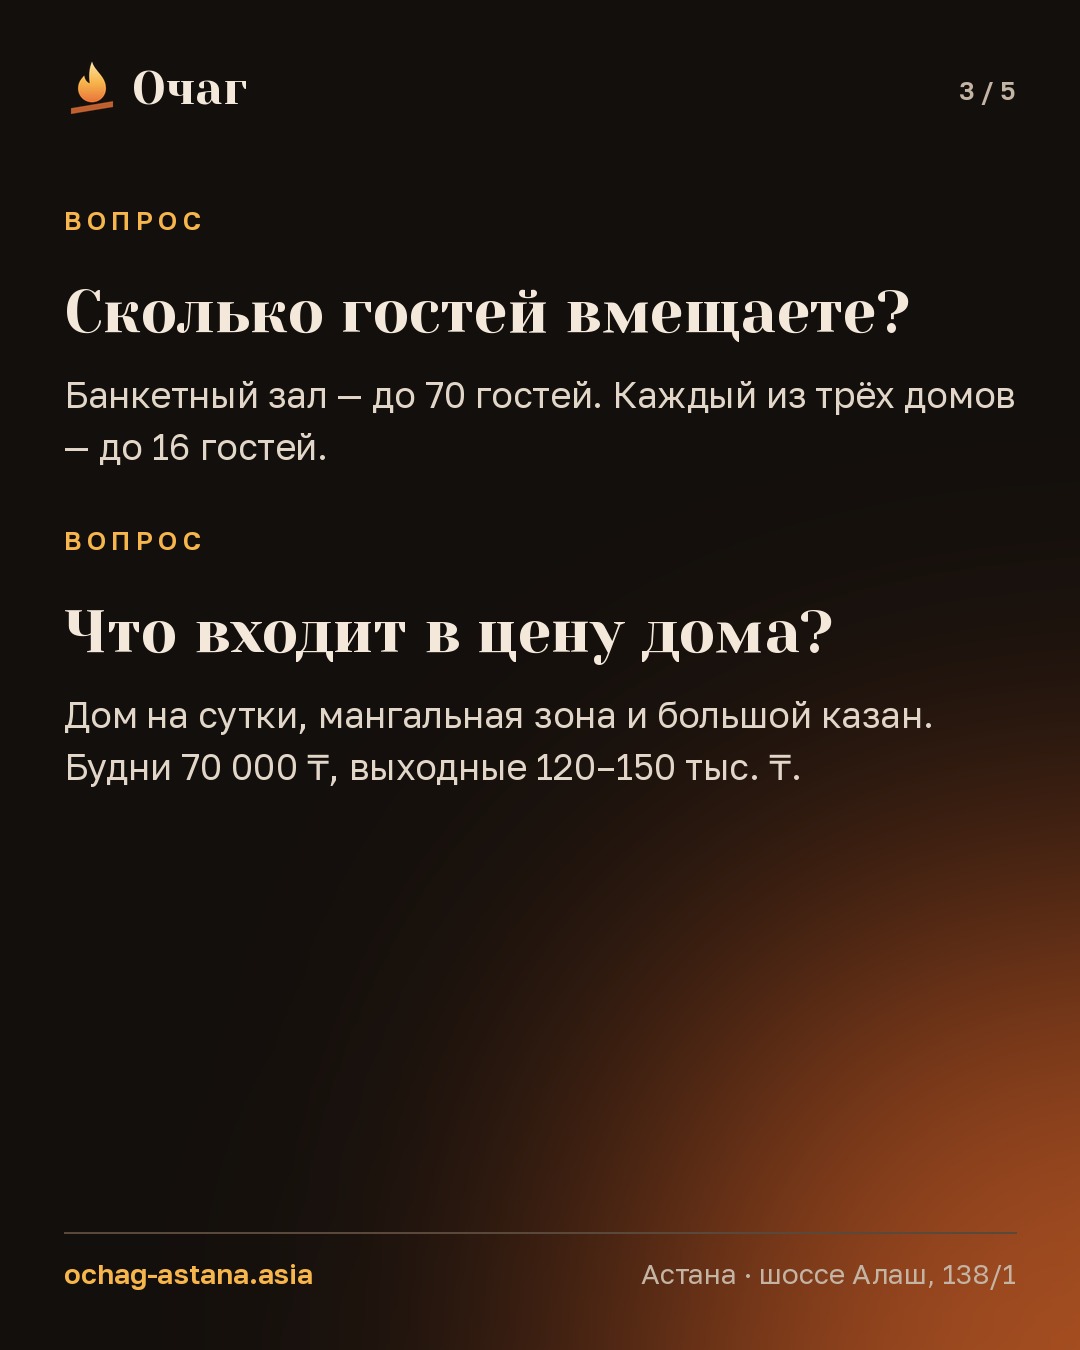 Очаг
3 / 5
ВОПРОС
Сколько гостей вмещаете?
Банкетный зал — до 70 гостей. Каждый из трёх домов
— до 16 гостей.
ВОПРОС
Что входит в цену дома?
Дом на сутки, мангальная зона и большой казан.
Будни 70 000 ₸, выходные 120–150 тыс. ₸.
ochag-astana.asia
Астана · шоссе Алаш, 138/1